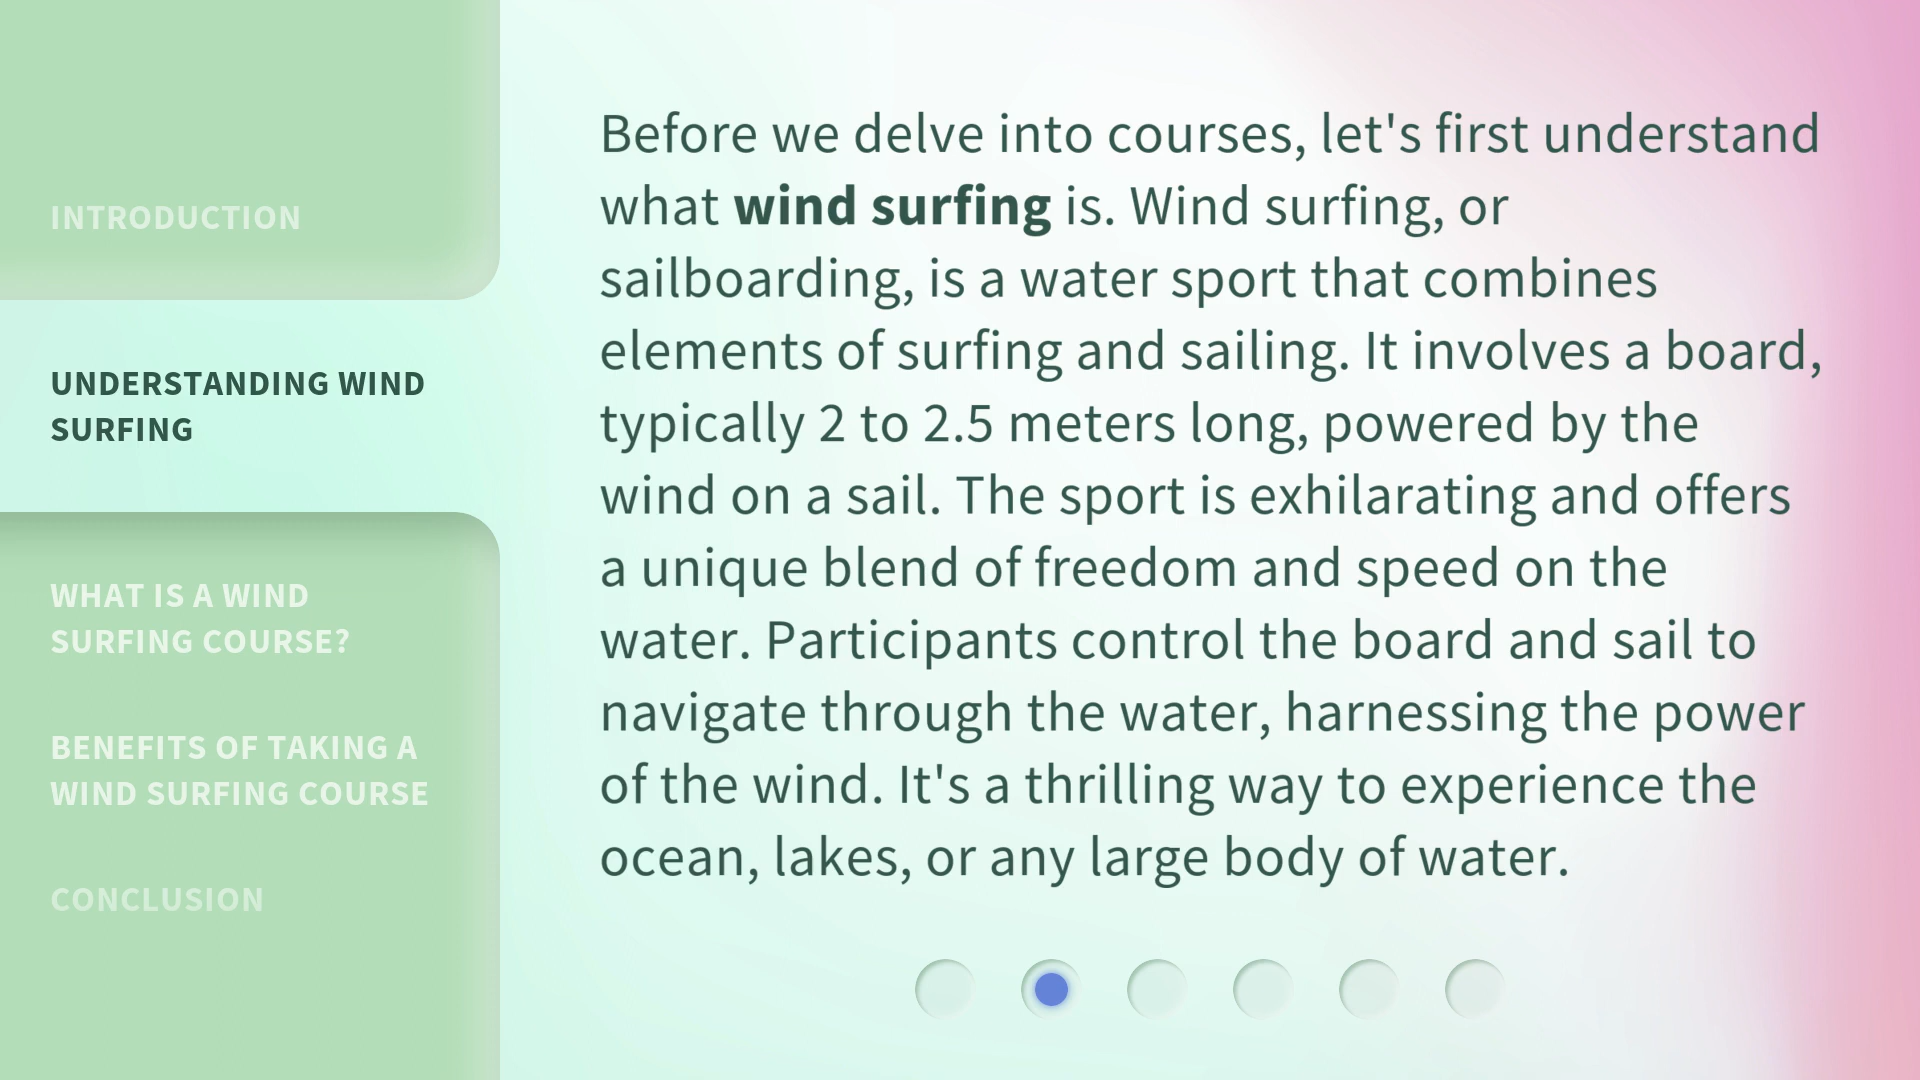 INTRODUCTION
UNDERSTANDING WIND
SURFING
WHAT IS A WIND
SURFING COURSE?
BENEFITS OF TAKING A
WIND SURFING COURSE
CONCLUSION
Before we delve into courses, let's first understand
what wind surfing is. Wind surfing, or
sailboarding, is a water sport that combines
elements of surfing and sailing. It involves a board,
typically 2 to 2.5 meters long, powered by the
wind on a sail. The sport is exhilarating and offers
a unique blend of freedom and speed on the
water. Participants control the board and sail to
navigate through the water, harnessing the power
of the wind. It's a thrilling way to experience the
ocean, lakes, or any large body of water.